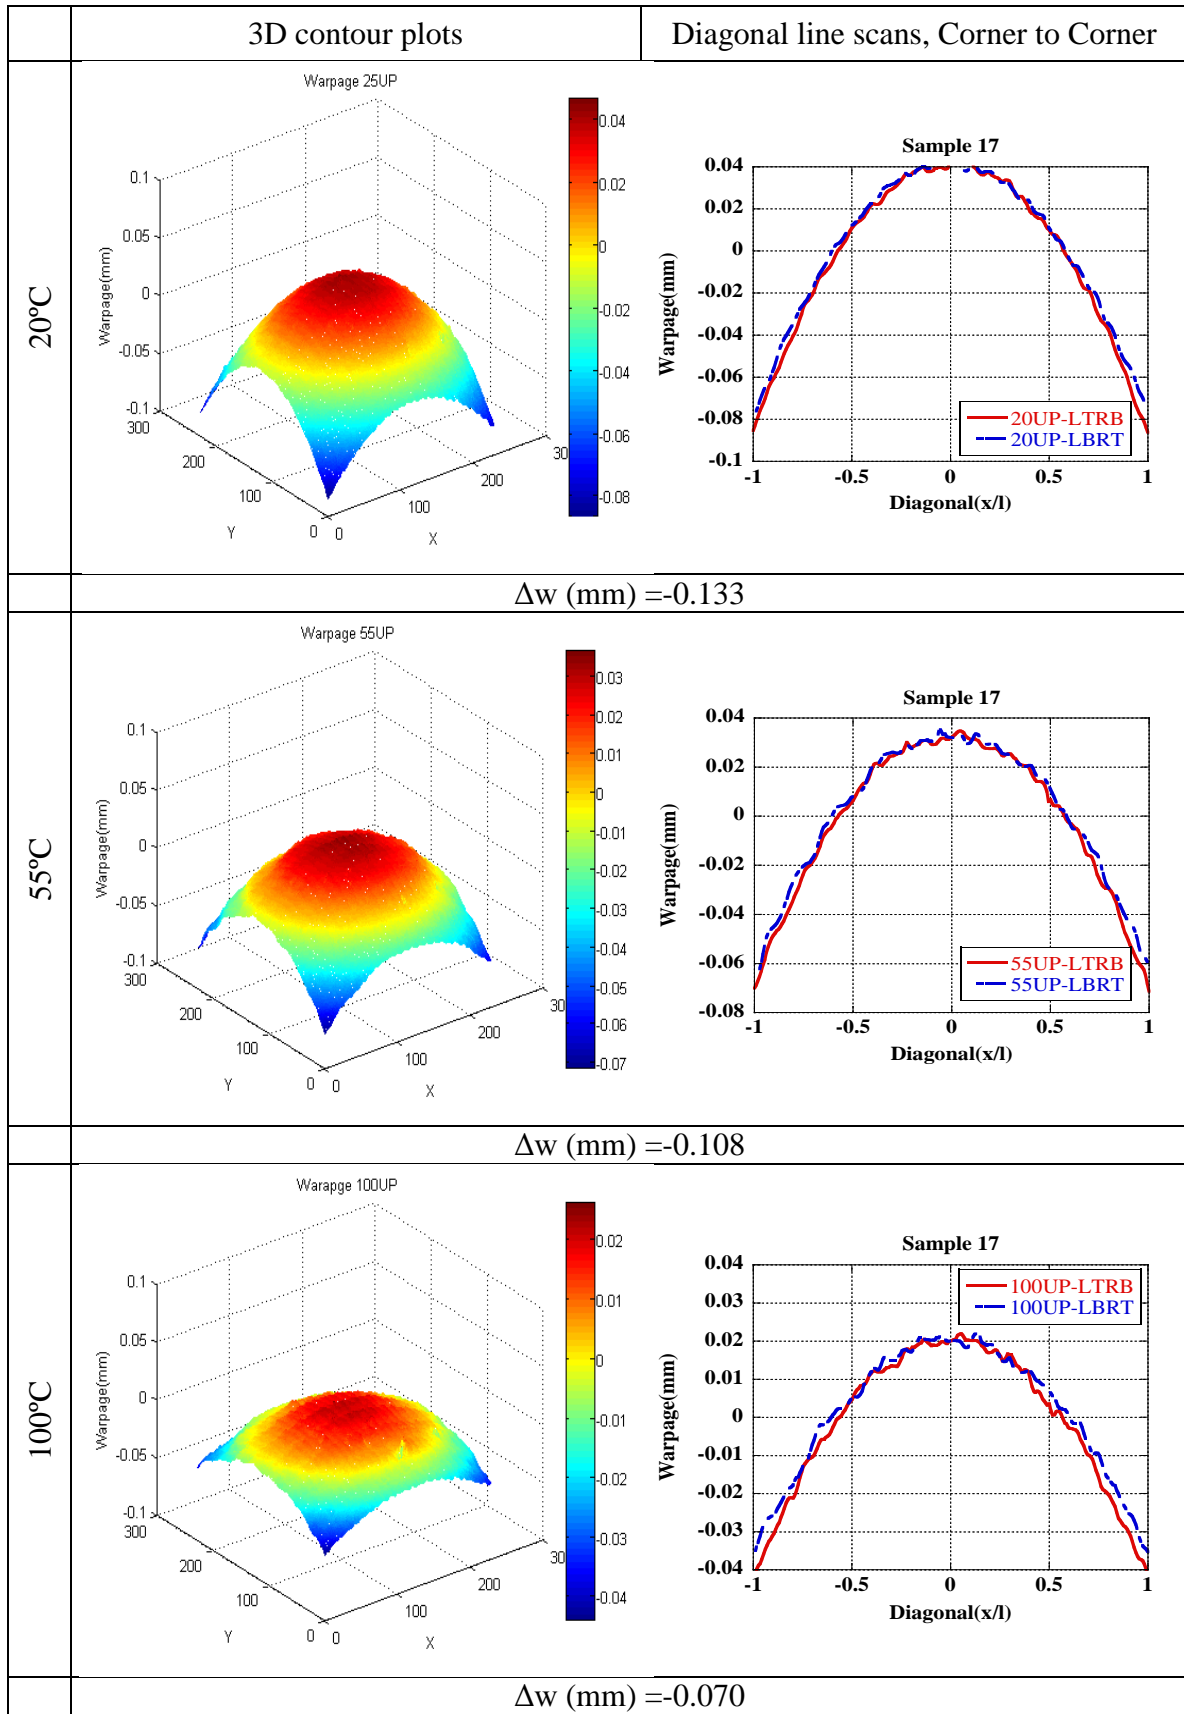 3D contour plots
Diagonal line scans, Corner to Corner
20ºC
Warpage 25UP
Warpage(mm)
0.1
0.05
0
-0.05
-0.1
300
200
100
0
Y
0
100
200
30
X
0.04
0.02
0
-0.02
-0.04
-0.06
-0.08
Sample 17
Warpage(mm)
0.04
0.02
0
-0.02
-0.04
-0.06
-0.08
-0.1
20UP-LTRB
20UP-LBRT
-1
-0.5
0
0.5
1
Diagonal(x/l)
Δw (mm) =-0.133
55ºC
Warpage 55UP
Warpage(mm)
0.1
0.05
0
-0.05
-0.1
300
200
100
0
Y
0
100
200
30
X
0.03
0.02
0.01
0
-0.01
-0.02
-0.03
-0.04
-0.05
-0.06
-0.07
Sample 17
Warpage(mm)
0.04
0.02
0
-0.02
-0.04
-0.06
-0.08
55UP-LTRB
55UP-LBRT
-1
-0.5
0
0.5
1
Diagonal(x/l)
Δw (mm) =-0.108
100ºC
Warapge 100UP
Warpage(mm)
0.1
0.05
0
-0.05
-0.1
300
200
100
0
Y
0
100
200
30
X
0.02
0.01
0
-0.01
-0.02
-0.03
-0.04
Sample 17
Warpage(mm)
0.04
0.03
0.02
0.01
0
-0.01
-0.02
-0.03
-0.04
100UP-LTRB
100UP-LBRT
-1
-0.5
0
0.5
1
Diagonal(x/l)
Δw (mm) =-0.070